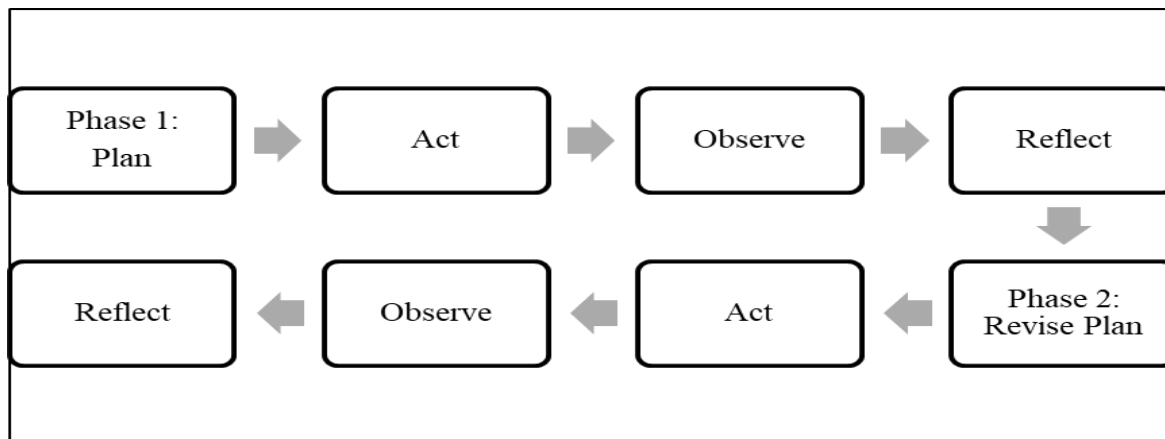 Phase 1:
Plan
Act
Observe
Reflect
Phase 2:
Revise Plan
Act
Observe
Reflect